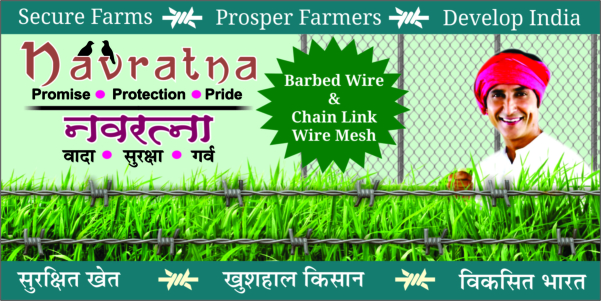 Secure Farms Prosper Farmers Develop India
Navratna
Promise • Protection • Pride
नवरत्ना
वादा • सुरक्षा • गर्व
Barbed Wire
&
Chain Link
Wire Mesh
सुरक्षित खेत खुशहाल किसान विकसित भारत